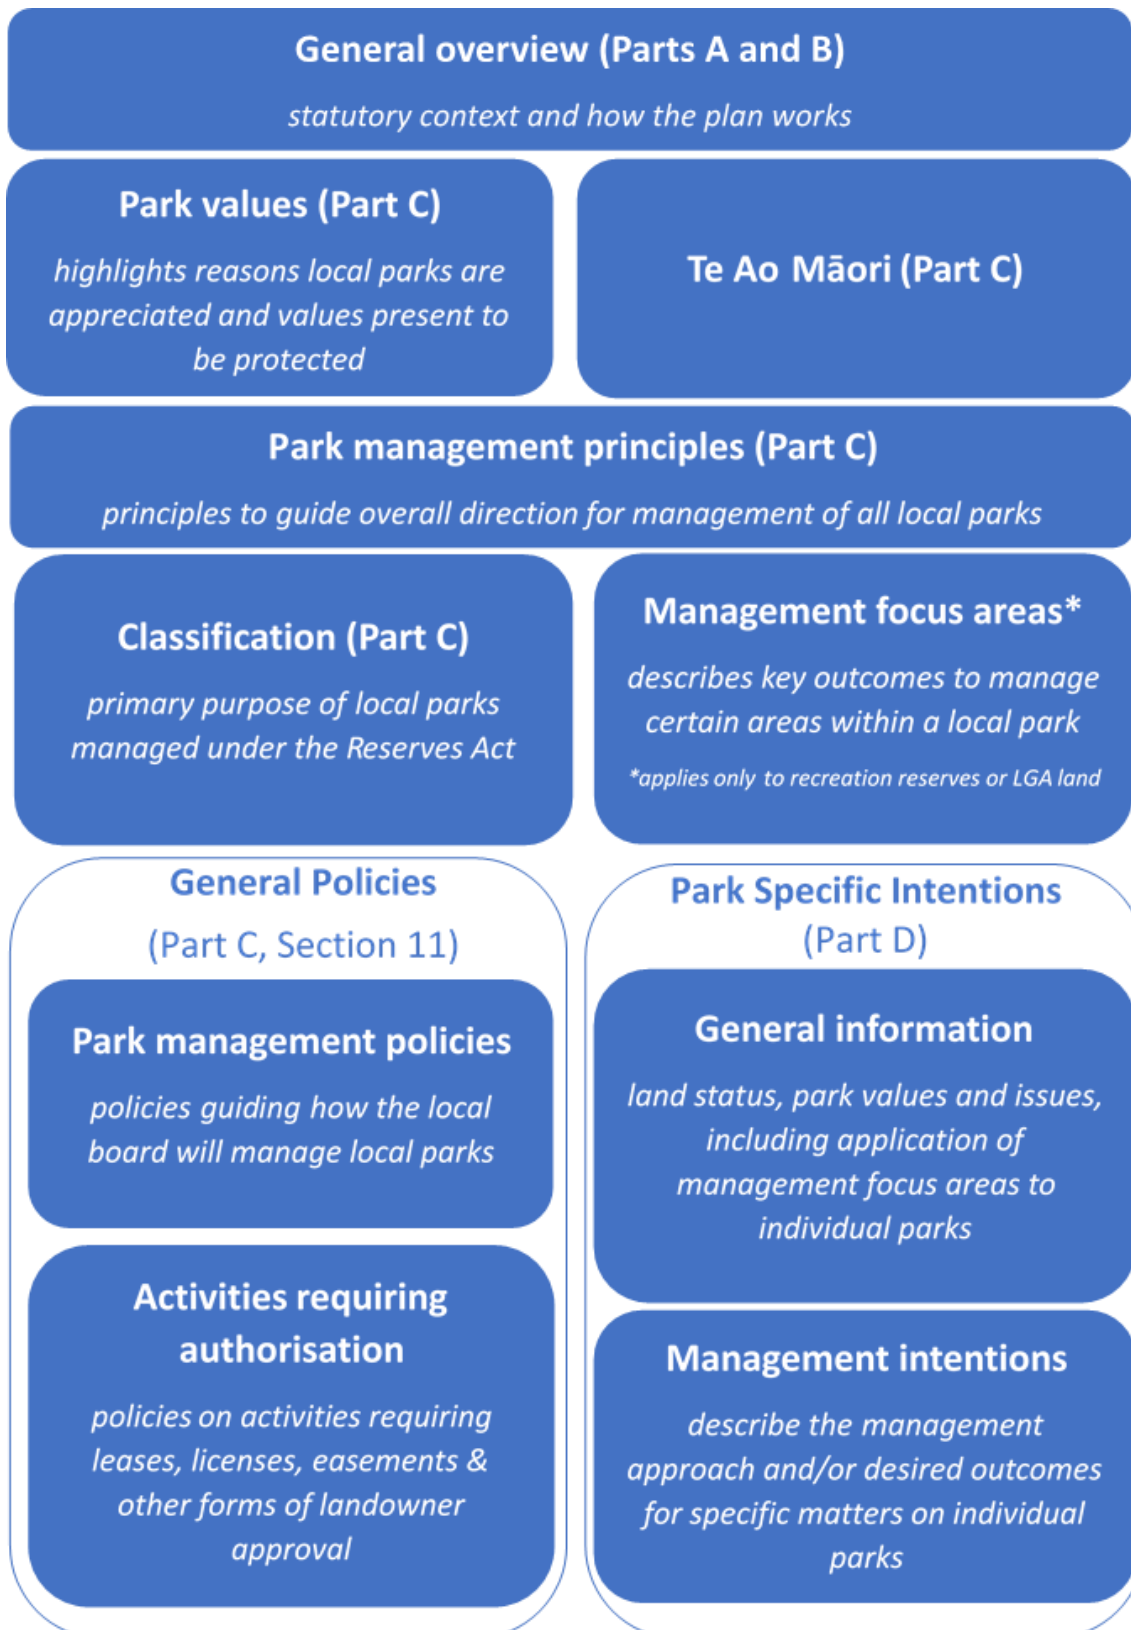 General overview (Parts A and B)
statutory context and how the plan works
Park values (Part C)
highlights reasons local parks are
appreciated and values present to
be protected
Te Ao Māori (Part C)
Park management principles (Part C)
principles to guide overall direction for management of all local parks
Classification (Part C)
primary purpose of local parks
managed under the Reserves Act
Management focus areas*
describes key outcomes to manage
certain areas within a local park
*applies only to recreation reserves or LGA land
General Policies
(Part C, Section 11)
Park management policies
policies guiding how the local
board will manage local parks
Activities requiring
authorisation
policies on activities requiring
leases, licenses, easements &
other forms of landowner
approval
Park Specific Intentions
(Part D)
General information
land status, park values and issues,
including application of
management focus areas to
individual parks
Management intentions
describe the management
approach and/or desired outcomes
for specific matters on individual
parks